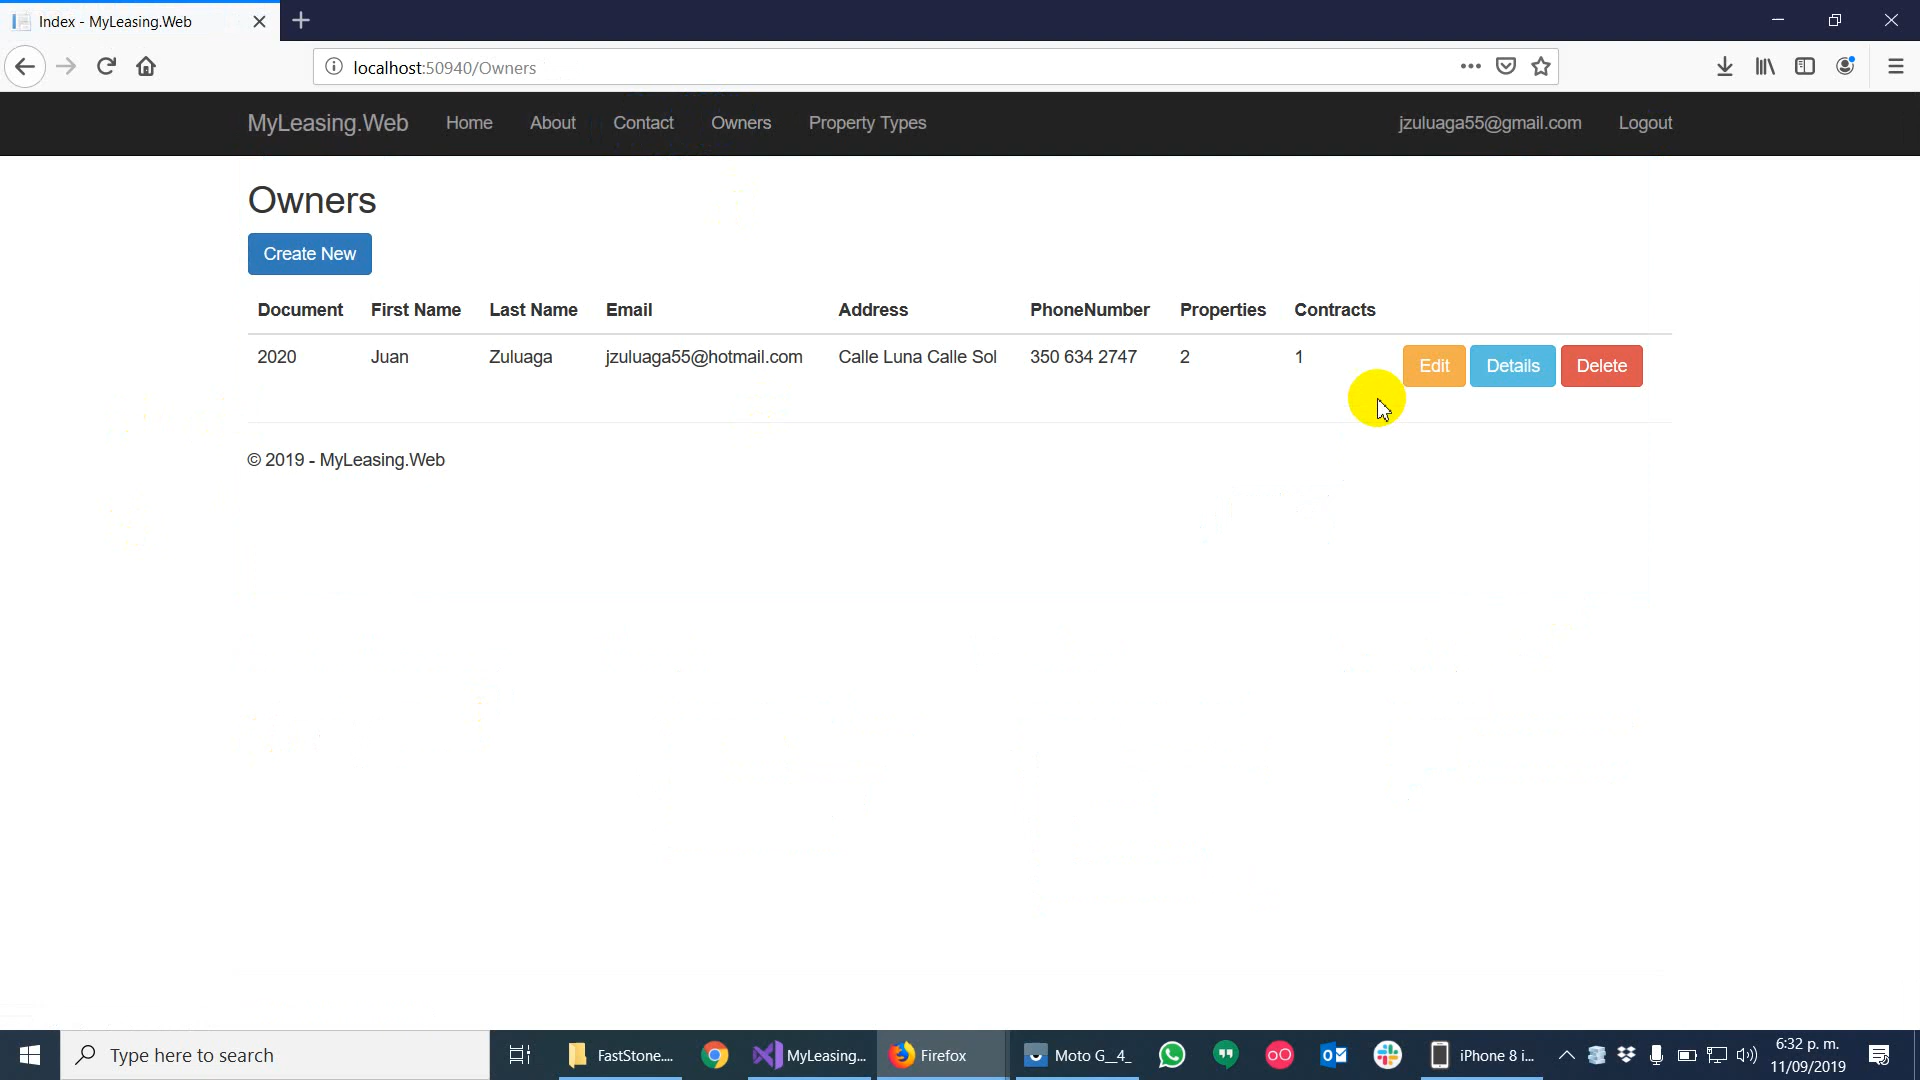 Index - MyLeasing.Web
localhost:50940/Owners
MyLeasing.Web Home About Contact Owners Property Types jzuluaga55@gmail.com Logout
Owners
Create New
Document First Name Last Name Email Address PhoneNumber Properties Contracts
2020 Juan Zuluaga jzuluaga55@hotmail.com Calle Luna Calle Sol 350 634 2747 2 1 Edit Details Delete
© 2019 - MyLeasing.Web
Type here to search FastStone.... MyLeasing... Firefox Moto G_4_ iPhone 8 i... 6:32 p. m.
11/09/2019